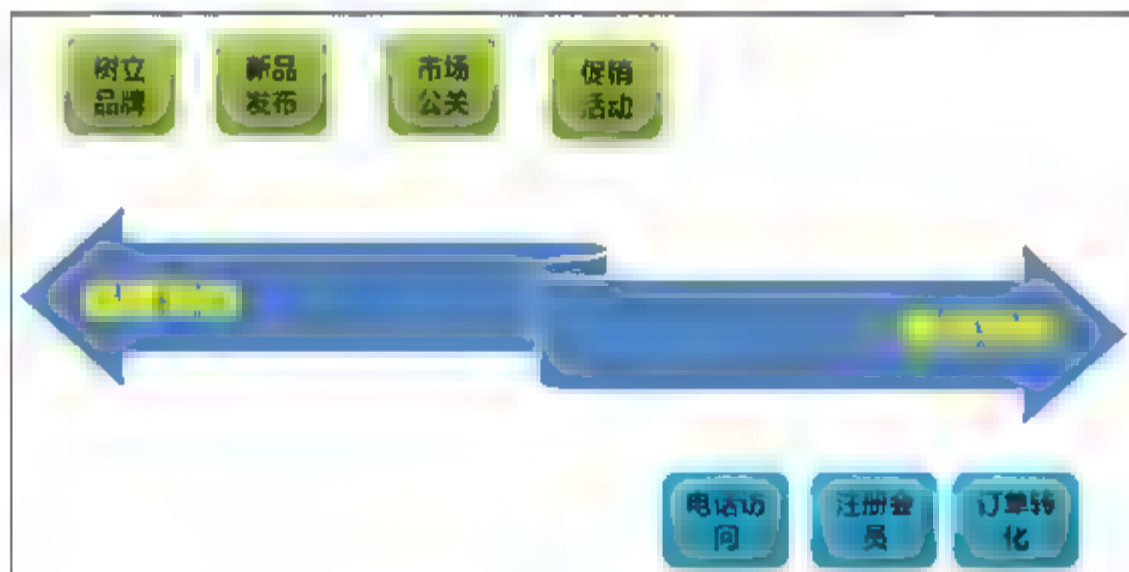 树立
品牌
新品
发布
市场
公关
促销
活动
电话访
问
注册会
员
订单转
化